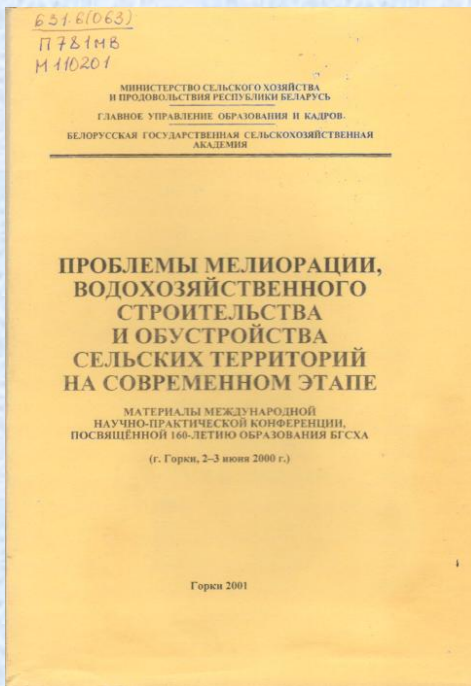 631.6(063)
П781мв
М110201
МИНИСТЕРСТВО СЕЛЬСКОГО ХОЗЯЙСТВА
И ПРОДОВОЛЬСТВИЯ РЕСПУБЛИКИ БЕЛАРУСЬ
ГЛАВНОЕ УПРАВЛЕНИЕ ОБРАЗОВАНИЯ И КАДРОВ
БЕЛОРУССКАЯ ГОСУДАРСТВЕННАЯ СЕЛЬСКОХОЗЯЙСТВЕННАЯ
АКАДЕМИЯ
ПРОБЛЕМЫ МЕЛИОРАЦИИ,
ВОДОХОЗЯЙСТВЕННОГО
СТРОИТЕЛЬСТВА
И ОБУСТРОЙСТВА
СЕЛЬСКИХ ТЕРРИТОРИЙ
НА СОВРЕМЕННОМ ЭТАПЕ
МАТЕРИАЛЫ МЕЖДУНАРОДНОЙ
НАУЧНО-ПРАКТИЧЕСКОЙ КОНФЕРЕНЦИИ,
ПОСВЯЩЁННОЙ 160-ЛЕТИЮ ОБРАЗОВАНИЯ БГСХА
(г. Горки, 2–3 июня 2000 г.)
Горки 2001